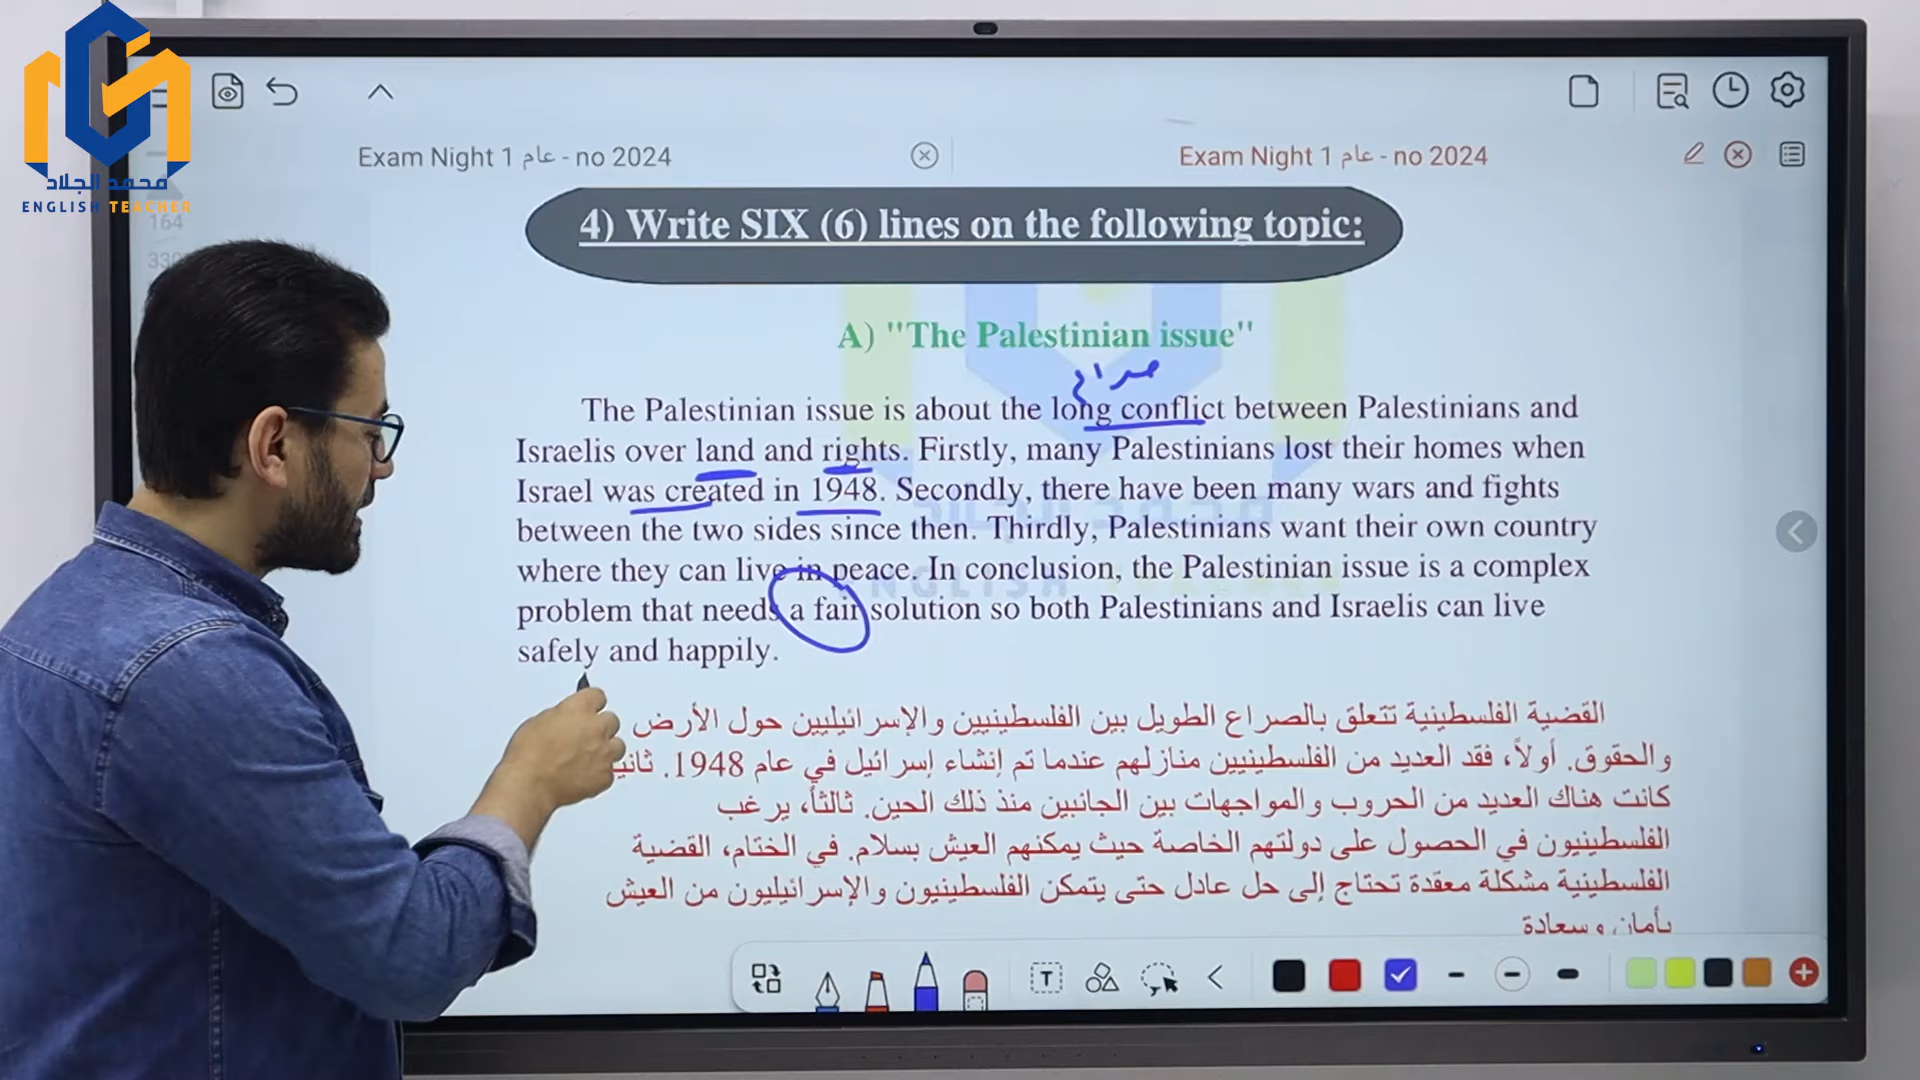 محمد الجلاد
ENGLISH TEACHER
Exam Night 1 عام - no 2024
Exam Night 1 عام - no 2024
164
330
4) Write SIX (6) lines on the following topic:
A) "The Palestinian issue"
صراع
The Palestinian issue is about the long conflict between Palestinians and
Israelis over land and rights. Firstly, many Palestinians lost their homes when
Israel was created in 1948. Secondly, there have been many wars and fights
between the two sides since then. Thirdly, Palestinians want their own country
where they can live in peace. In conclusion, the Palestinian issue is a complex
problem that needs a fair solution so both Palestinians and Israelis can live
safely and happily.
القضية الفلسطينية تتعلق بالصراع الطويل بين الفلسطينيين والإسرائيليين حول الأرض
والحقوق. أولاً، فقد العديد من الفلسطينيين منازلهم عندما تم إنشاء إسرائيل في عام 1948.
كانت هناك العديد من الحروب والمواجهات بين الجانبين منذ ذلك الحين. ثالثاً، يرغب
الفلسطينيون في الحصول على دولتهم الخاصة حيث يمكنهم العيش بسلام. في الختام، القضية
الفلسطينية مشكلة معقدة تحتاج إلى حل عادل حتى يتمكن الفلسطينيون والإسرائيليون من العيش
بأمان وسعادة
T